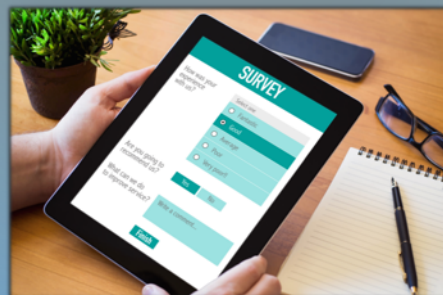 SURVEY
How was your
experience
with us?
Select one
Fantastic
Good
Average
Poor
Very poor!!
Are you going to
recommend us?
Yes
No
What can we do
to improve service?
Write a comment...
Finish